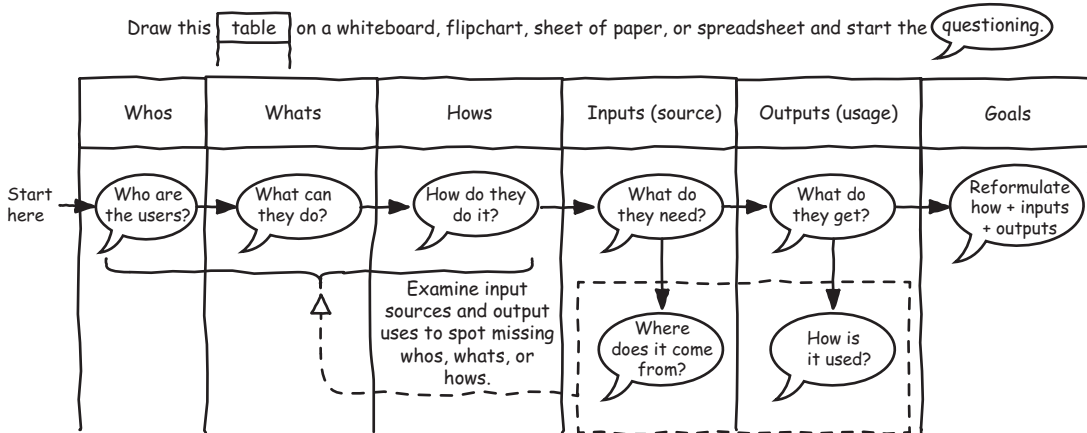 Draw this table on a whiteboard, flipchart, sheet of paper, or spreadsheet and start the questioning.
Whos
Whats
Hows
Inputs (source)
Outputs (usage)
Goals
Start
here
Who are
the users?
What can
they do?
How do they
do it?
What do
they need?
What do
they get?
Reformulate
how + inputs
+ outputs
Examine input
sources and output
uses to spot missing
whos, whats, or
hows.
Where
does it come
from?
How is
it used?